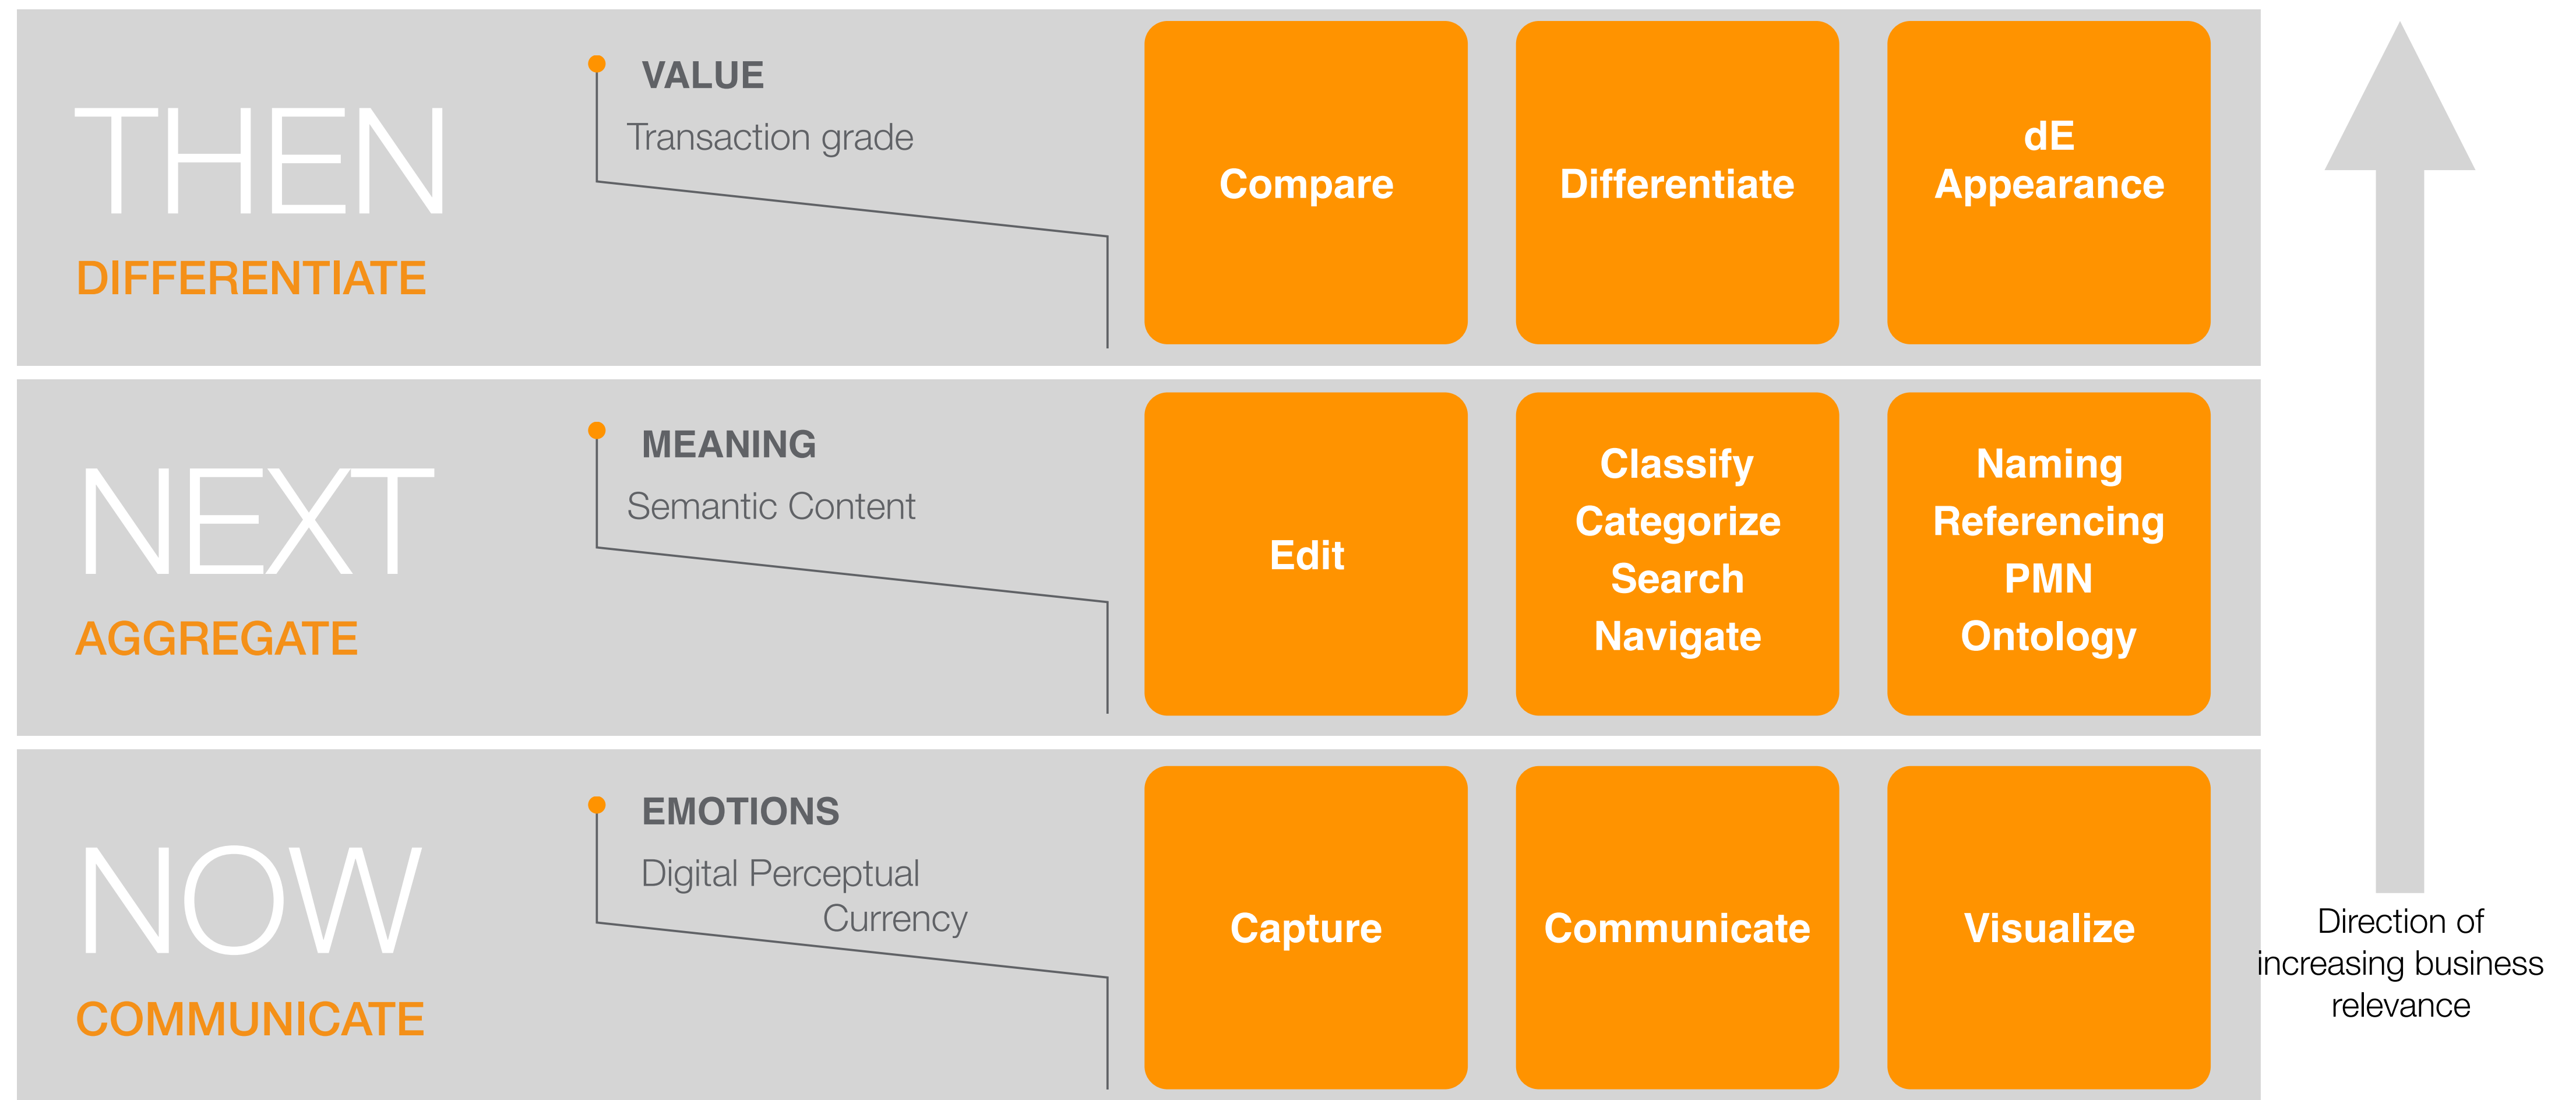 THEN
DIFFERENTIATE
VALUE
Transaction grade
Compare
Differentiate
dE
Appearance
NEXT
AGGREGATE
MEANING
Semantic Content
Edit
Classify
Categorize
Search
Navigate
Naming
Referencing
PMN
Ontology
NOW
COMMUNICATE
EMOTIONS
Digital Perceptual
Currency
Capture
Communicate
Visualize
Direction of
increasing business
relevance